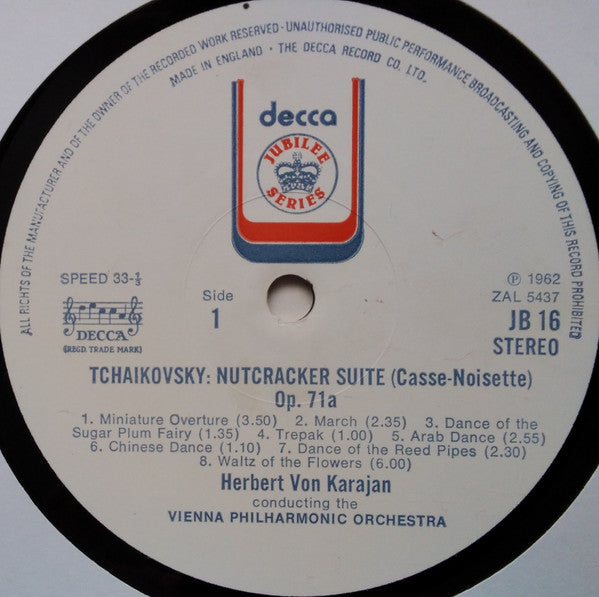 ALL RIGHTS OF THE MANUFACTURER AND OF THE OWNER OF THE RECORDED WORK RESERVED · UNAUTHORISED PUBLIC PERFORMANCE BROADCASTING AND COPYING OF THIS RECORD PROHIBITED
MADE IN ENGLAND · THE DECCA RECORD CO. LTD.
decca
JUBILEE
SERIES
SPEED 33-⅓
DECCA
(REGD. TRADE MARK)
Side
1
℗ 1962
ZAL 5437
JB 16
STEREO
TCHAIKOVSKY: NUTCRACKER SUITE (Casse-Noisette)
Op. 71a
1. Miniature Overture (3.50) 2. March (2.35) 3. Dance of the
Sugar Plum Fairy (1.35) 4. Trepak (1.00) 5. Arab Dance (2.55)
6. Chinese Dance (1.10) 7. Dance of the Reed Pipes (2.30)
8. Waltz of the Flowers (6.00)
Herbert Von Karajan
conducting the
VIENNA PHILHARMONIC ORCHESTRA